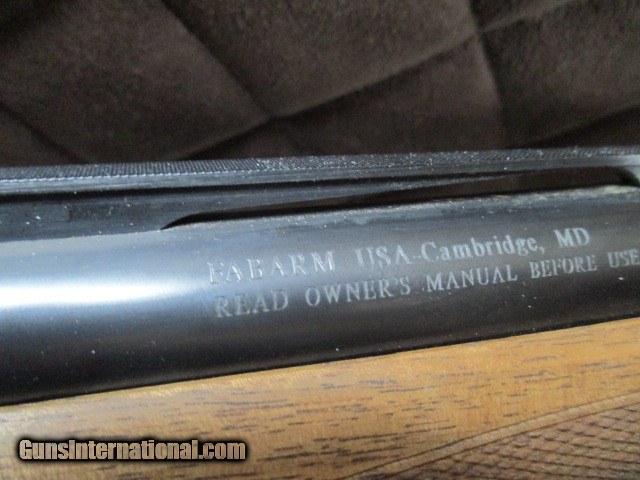 FABARM USA-Cambridge, MD
READ OWNER'S MANUAL BEFORE USE
GunsInternational.com